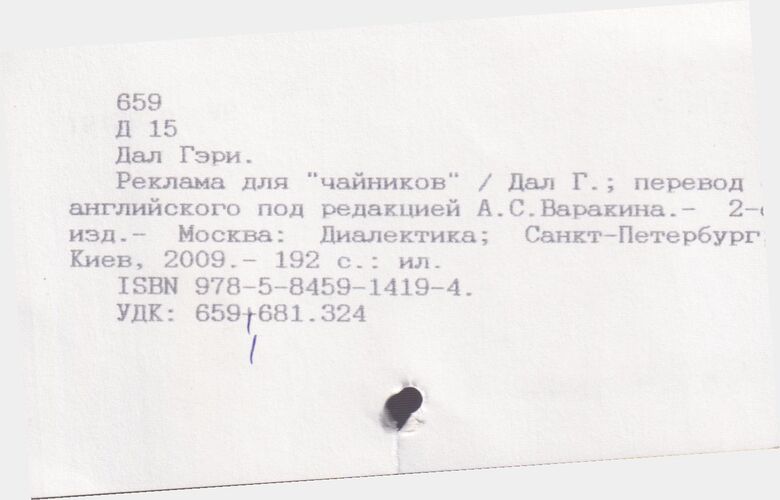 659
Д 15
Дал Гэри.
Реклама для "чайников" / Дал Г.; перевод
английского под редакцией А.С.Варакина.- 2-
изд.- Москва: Диалектика; Санкт-Петербург
Киев, 2009.- 192 с.: ил.
ISBN 978-5-8459-1419-4.
УДК: 659+681.324